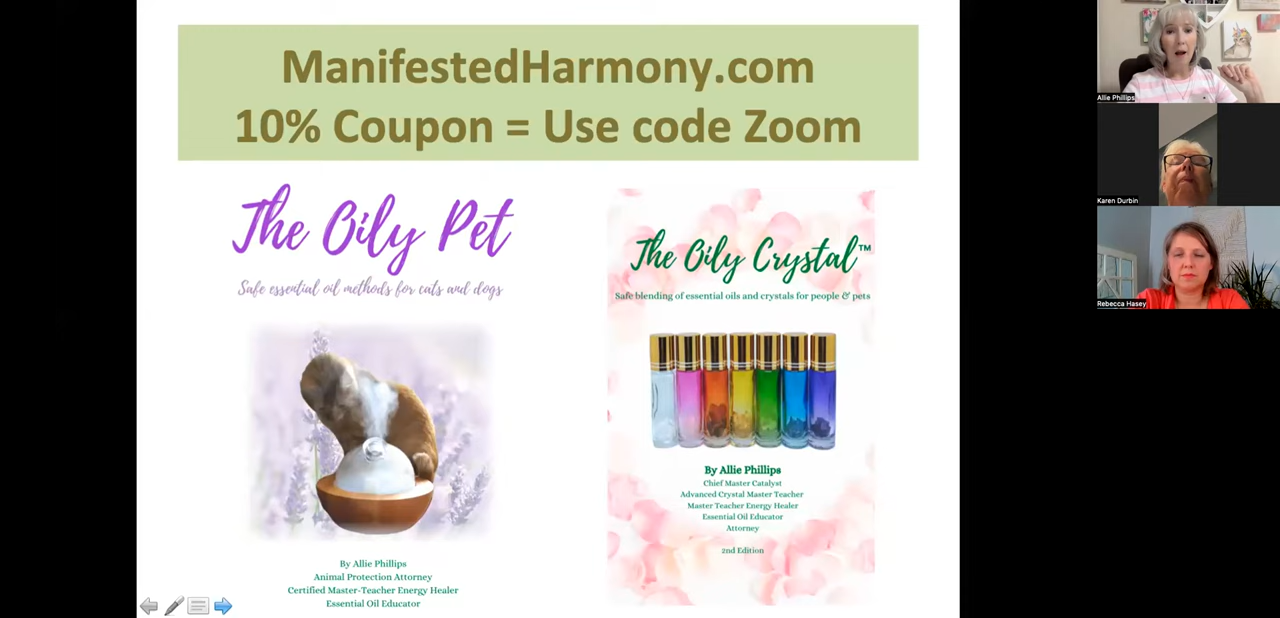 ManifestedHarmony.com
10% Coupon = Use code Zoom
The Oily Pet
Safe essential oil methods for cats and dogs
By Allie Phillips
Animal Protection Attorney
Certified Master-Teacher Energy Healer
Essential Oil Educator
The Oily Crystal™
Safe blending of essential oils and crystals for people & pets
By Allie Phillips
Chief Master Catalyst
Advanced Crystal Master Teacher
Master Teacher Energy Healer
Essential Oil Educator
Attorney
2nd Edition
Allie Phillips
Karen Durbin
Rebecca Hasey